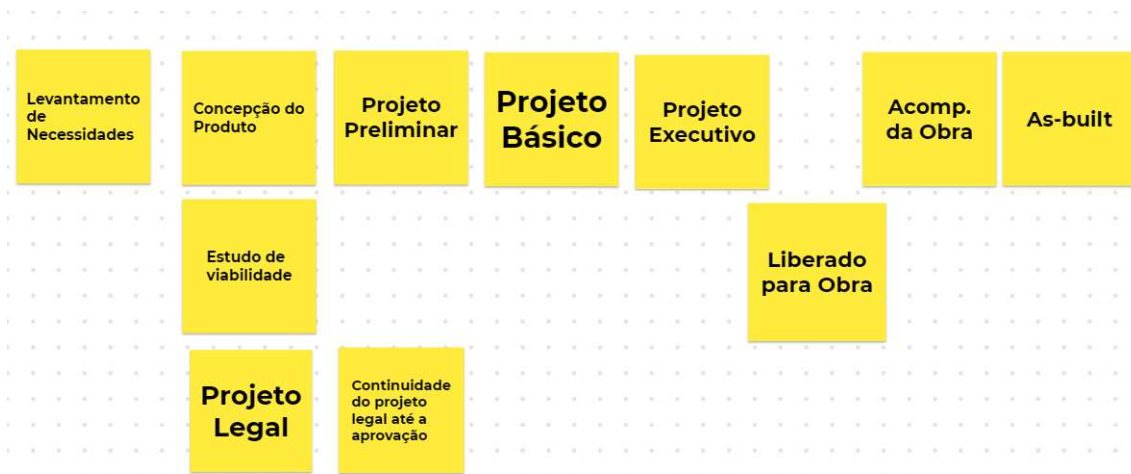 Levantamento
de
Necessidades
Concepção do
Produto
Projeto
Preliminar
Projeto
Básico
Projeto
Executivo
Acomp.
da Obra
As-built
Estudo de
viabilidade
Liberado
para Obra
Projeto
Legal
Continuidade
do projeto
legal até a
aprovação